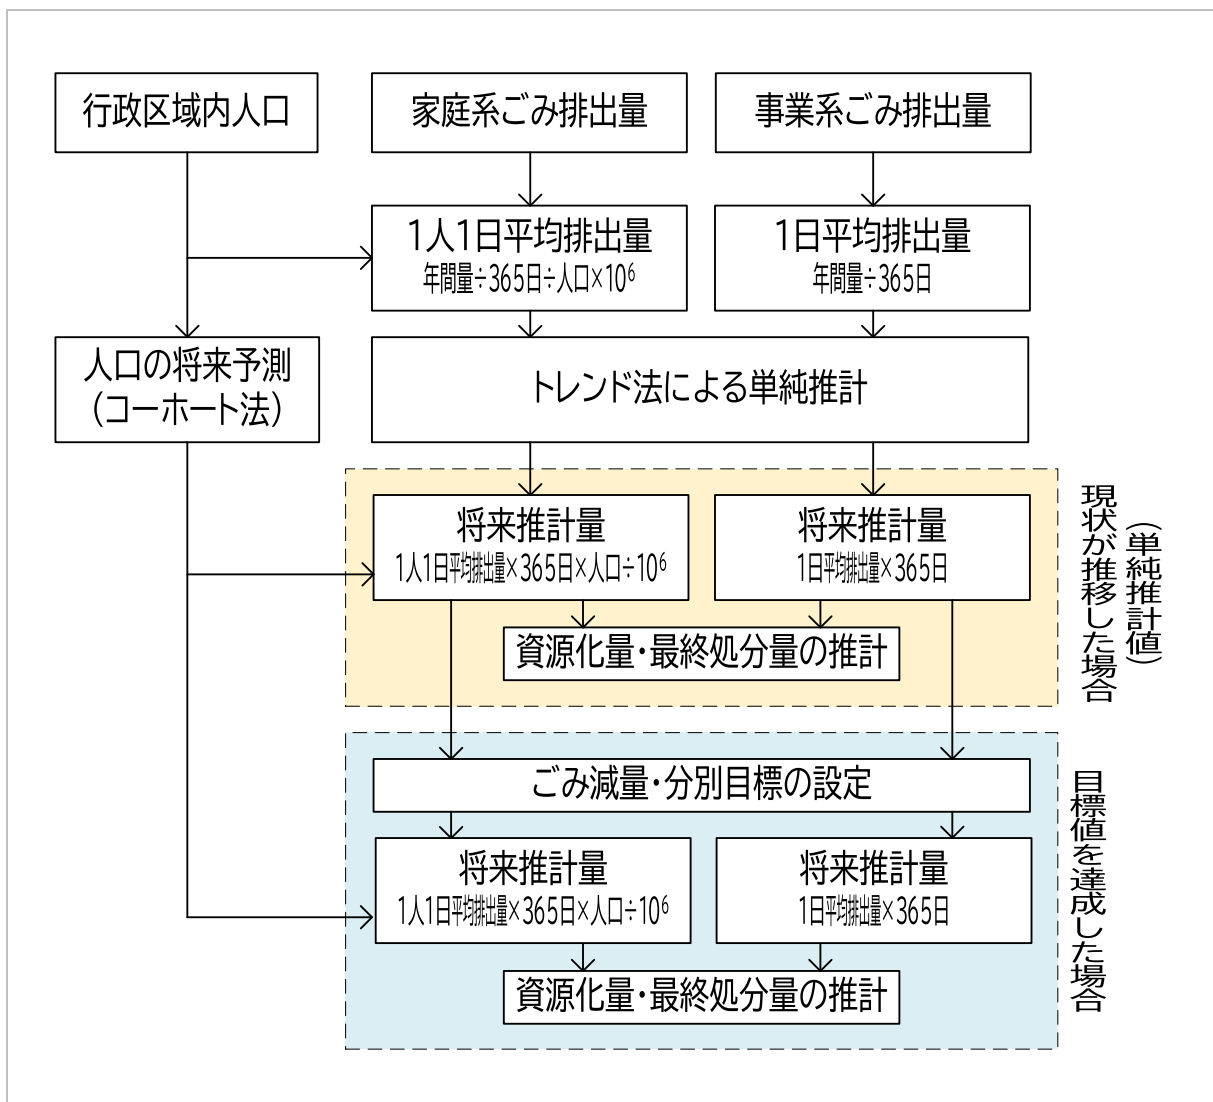 行政区域内人口
家庭系ごみ排出量
事業系ごみ排出量
1人1日平均排出量
年間量÷365日÷人口×10⁶
1日平均排出量
年間量÷365日
人口の将来予測
（コーホート法）
トレンド法による単純推計
将来推計量
1人1日平均排出量×365日×人口÷10⁶
将来推計量
1日平均排出量×365日
資源化量・最終処分量の推計
（単純推計値）
現状が推移した場合
ごみ減量・分別目標の設定
将来推計量
1人1日平均排出量×365日×人口÷10⁶
将来推計量
1日平均排出量×365日
資源化量・最終処分量の推計
目標値を達成した場合